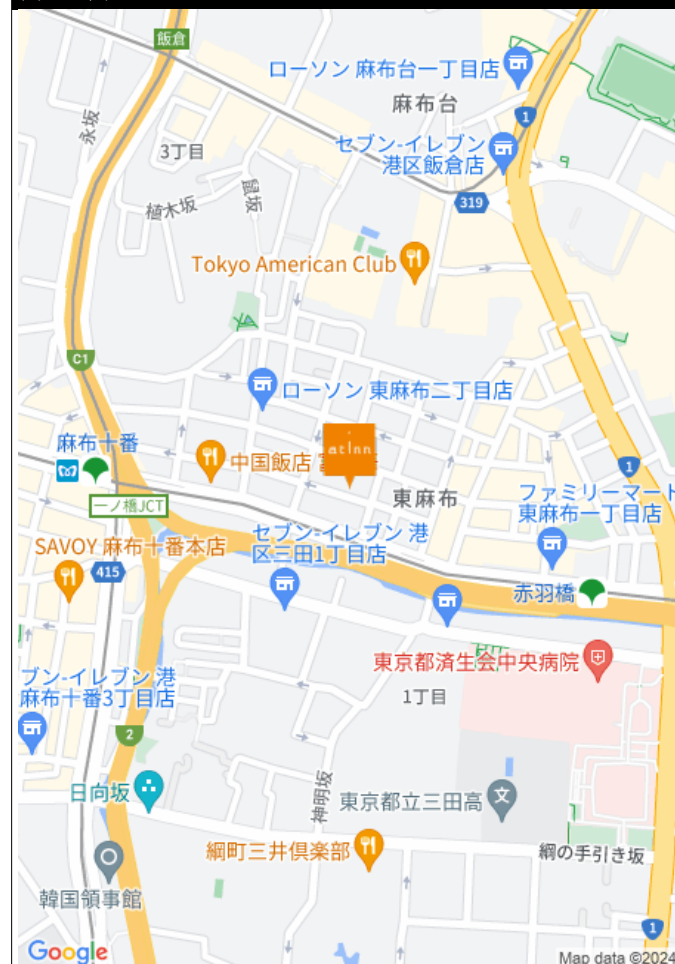 飯倉
ローソン 麻布台一丁目店
麻布台
1
永坂
3丁目
セブン-イレブン
港区飯倉店
鼠坂
植木坂
319
Tokyo American Club
C1
ローソン 東麻布二丁目店
麻布十番
at Inn
中国飯店
1
一ノ橋JCT
東麻布
ファミリーマート
東麻布一丁目店
セブン-イレブン 港
区三田1丁目店
SAVOY 麻布十番本店
415
赤羽橋
東京都済生会中央病院
ブン-イレブン 港
麻布十番3丁目店
1丁目
2
日向坂
神明坂
東京都立三田高
綱町三井倶楽部
綱の手引き坂
韓国領事館
1
Google
Map data ©2024